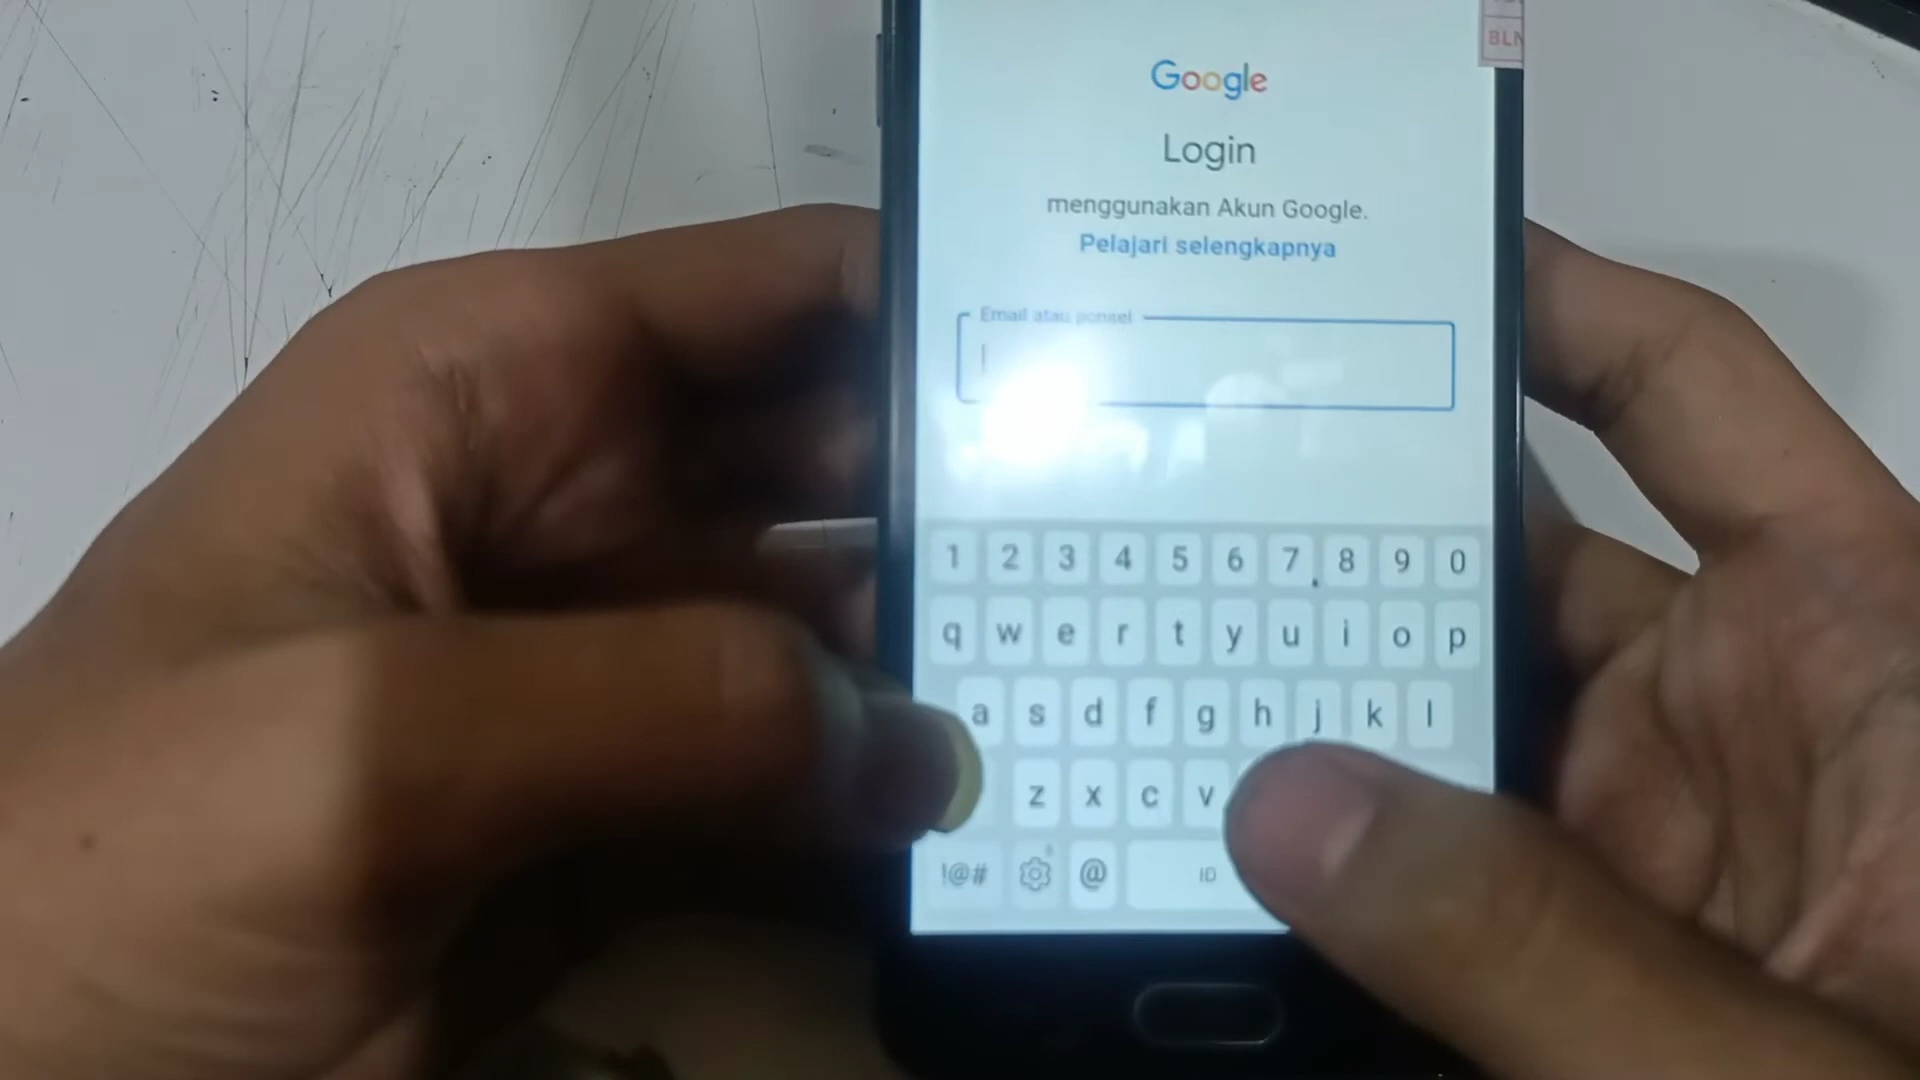 BLN
Google
Login
menggunakan Akun Google.
Pelajari selengkapnya
Email atau ponsel
1 2 3 4 5 6 7 8 9 0
q w e r t y u i o p
a s d f g h j k l
z x c v
!@# @ ID